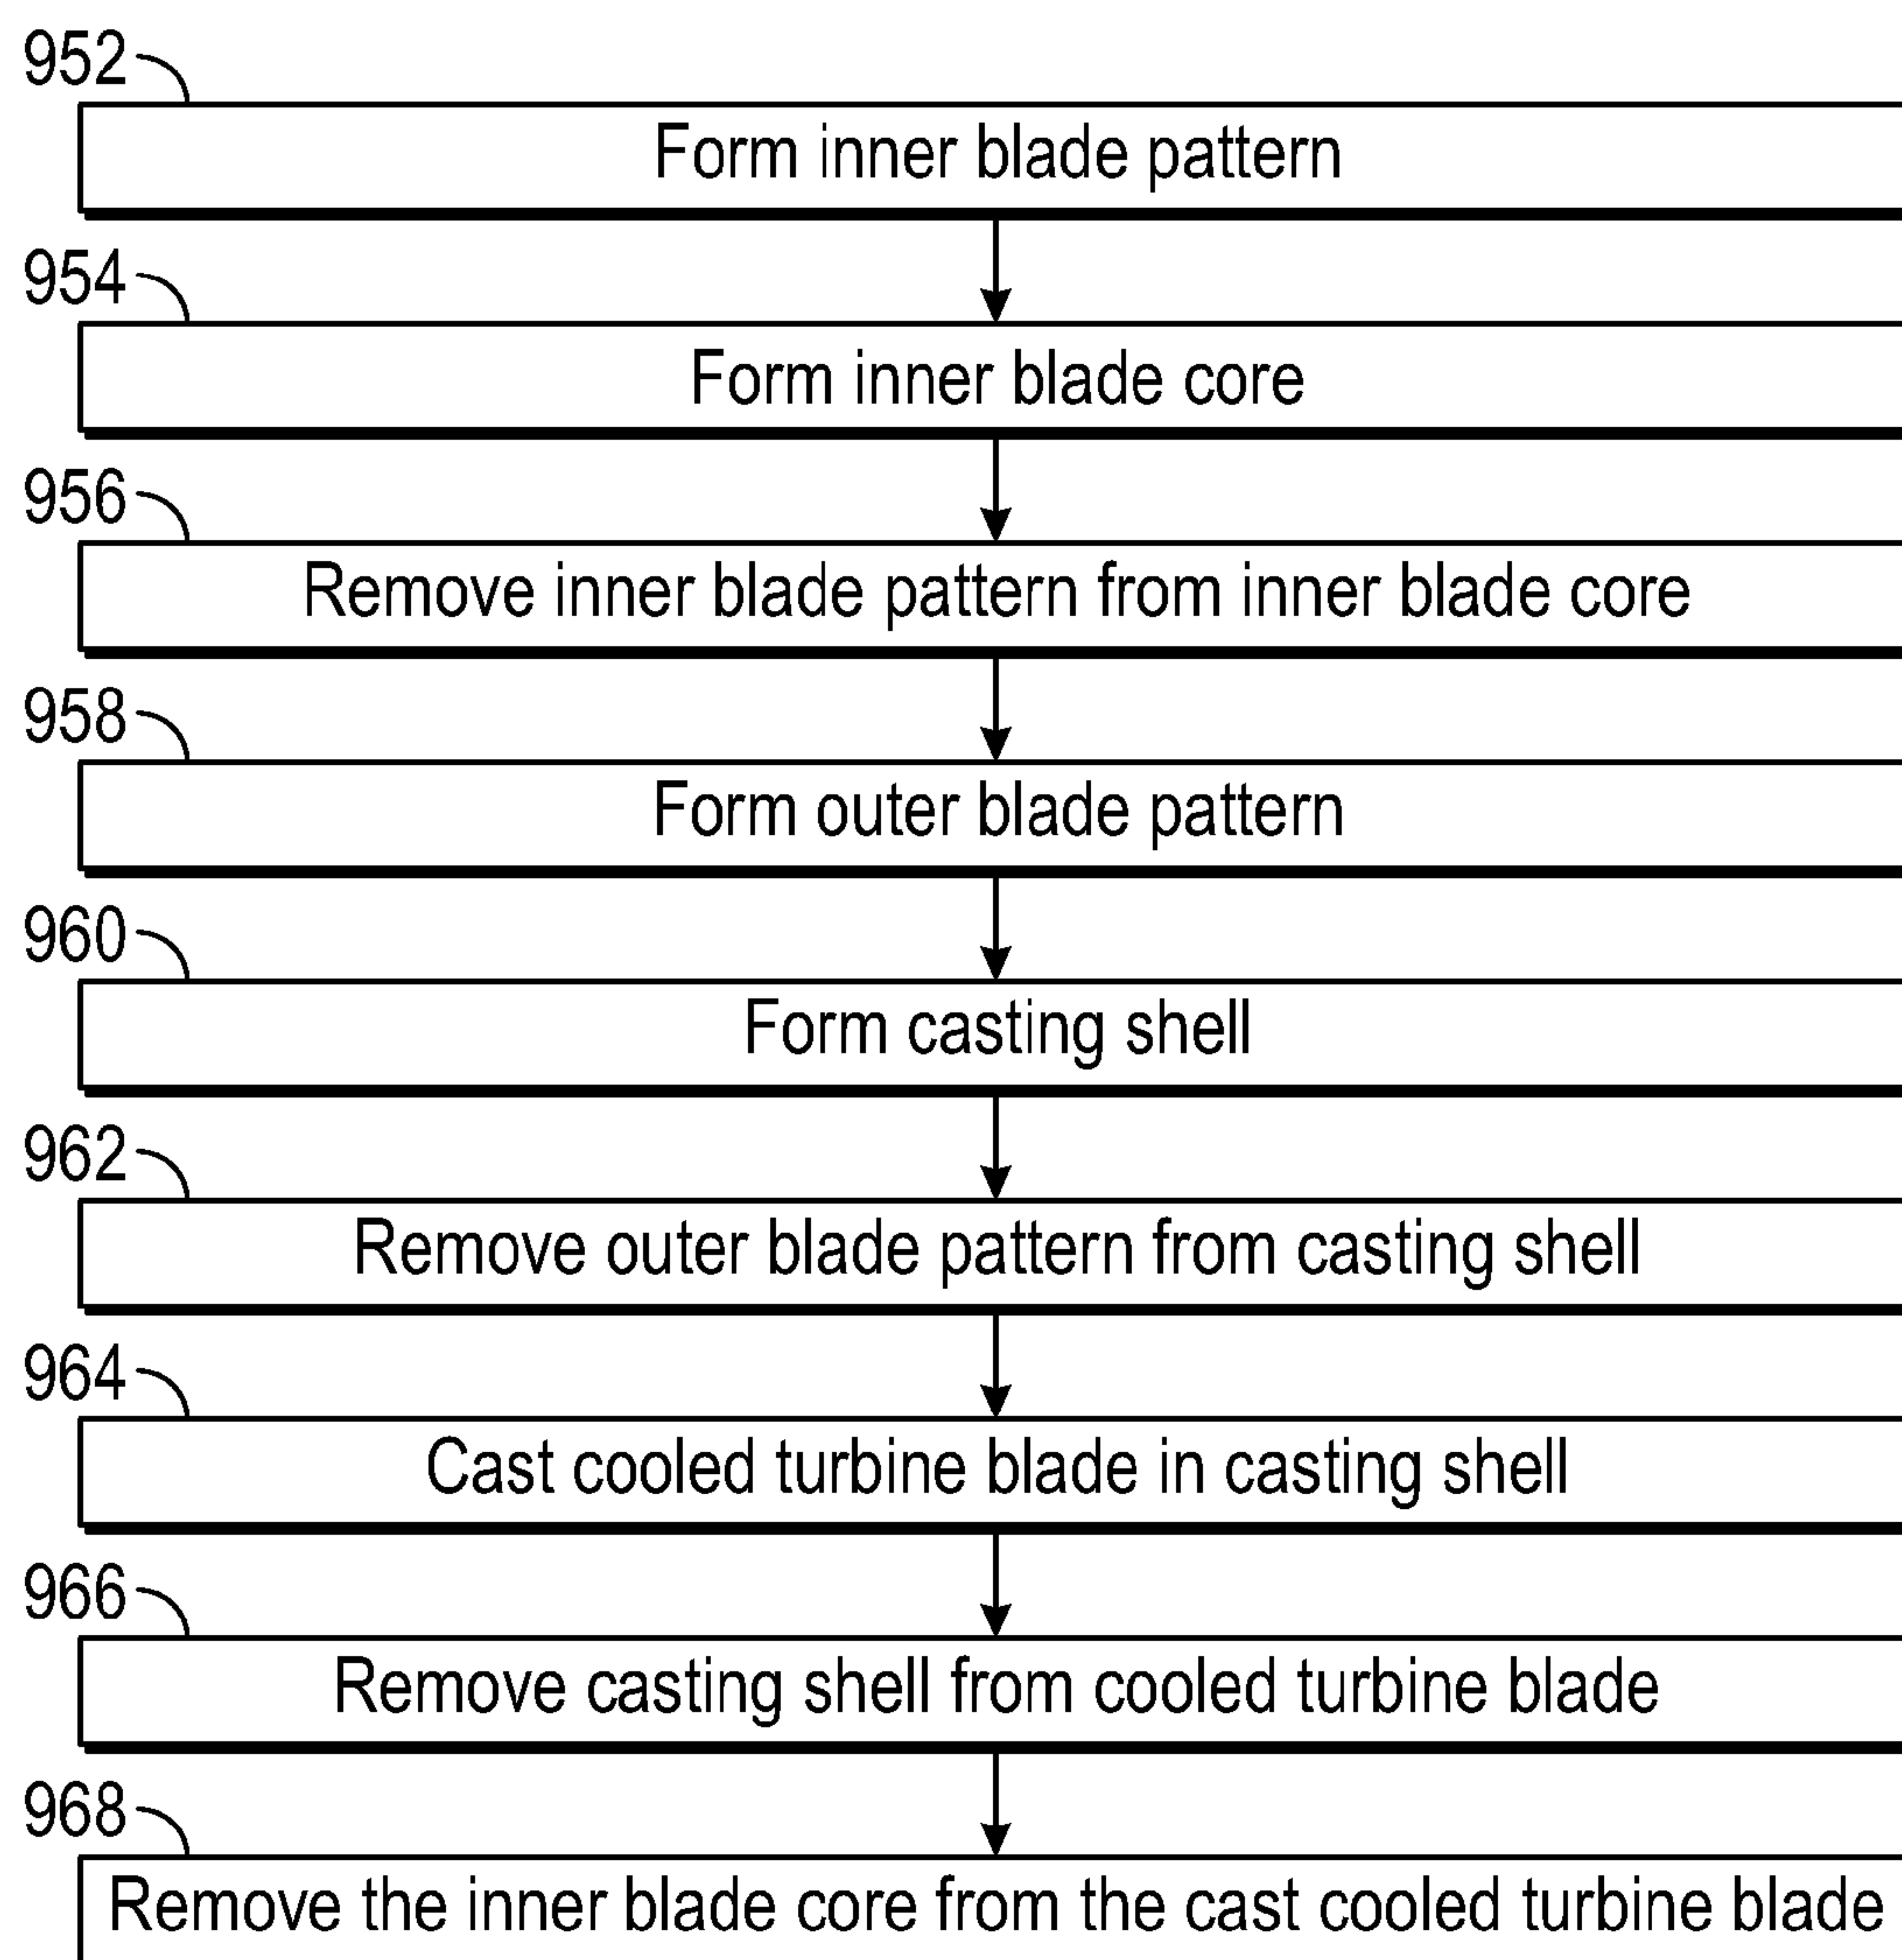 952
Form inner blade pattern
954
Form inner blade core
956
Remove inner blade pattern from inner blade core
958
Form outer blade pattern
960
Form casting shell
962
Remove outer blade pattern from casting shell
964
Cast cooled turbine blade in casting shell
966
Remove casting shell from cooled turbine blade
968
Remove the inner blade core from the cast cooled turbine blade